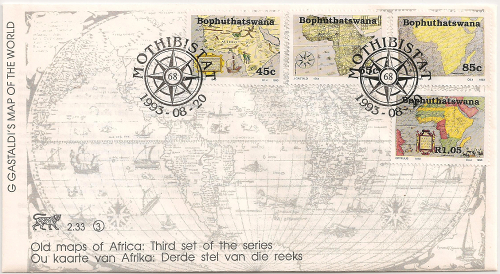 G GASTALDI'S MAP OF THE WORLD
Bophuthatswana
45c
Bophuthatswana
65c
Bophuthatswana
85c
Bophuthatswana
R1,05
MOTHIBISTAT
68
1993-08-20
MOTHIBISTAT
68
1993-08-20
2.33 3
Old maps of Africa: Third set of the series
Ou kaarte van Afrika: Derde stel van die reeks